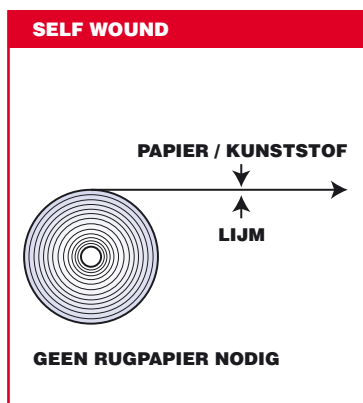 SELF WOUND
PAPIER / KUNSTSTOF
LIJM
GEEN RUGPAPIER NODIG